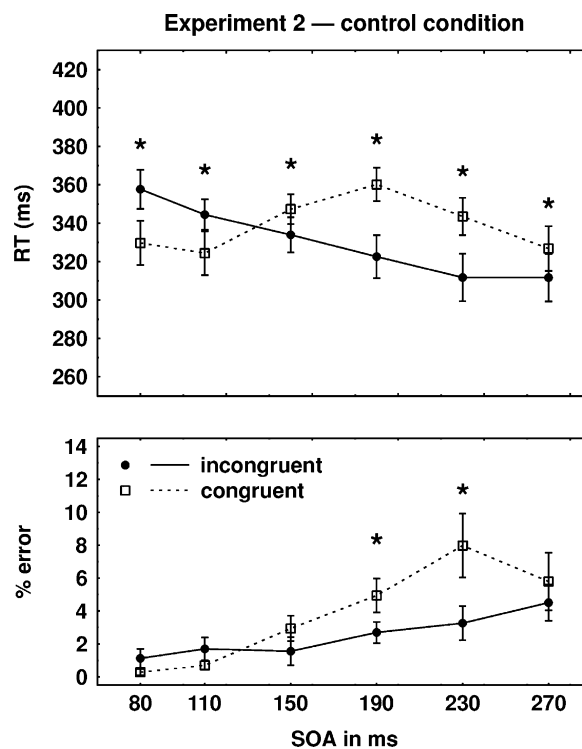 Experiment 2 — control condition
420
400
380
360
340
320
300
280
260
RT (ms)
* * * * * *
14
12
10
8
6
4
2
0
% error
incongruent
congruent
* *
80 110 150 190 230 270
SOA in ms